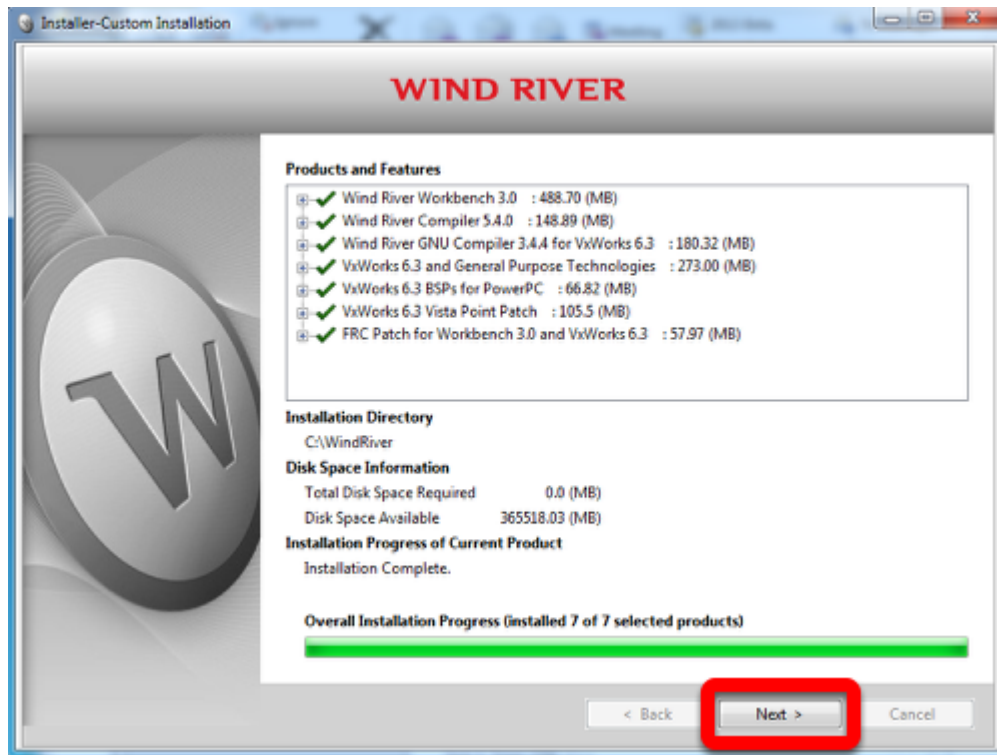 Installer-Custom Installation
WIND RIVER
Products and Features
Wind River Workbench 3.0 : 488.70 (MB)
Wind River Compiler 5.4.0 : 148.89 (MB)
Wind River GNU Compiler 3.4.4 for VxWorks 6.3 : 180.32 (MB)
VxWorks 6.3 and General Purpose Technologies : 273.00 (MB)
VxWorks 6.3 BSPs for PowerPC : 66.82 (MB)
VxWorks 6.3 Vista Point Patch : 105.5 (MB)
FRC Patch for Workbench 3.0 and VxWorks 6.3 : 57.97 (MB)
W
Installation Directory
C:\WindRiver
Disk Space Information
Total Disk Space Required 0.0 (MB)
Disk Space Available 365518.03 (MB)
Installation Progress of Current Product
Installation Complete.
Overall Installation Progress (installed 7 of 7 selected products)
< Back Next > Cancel